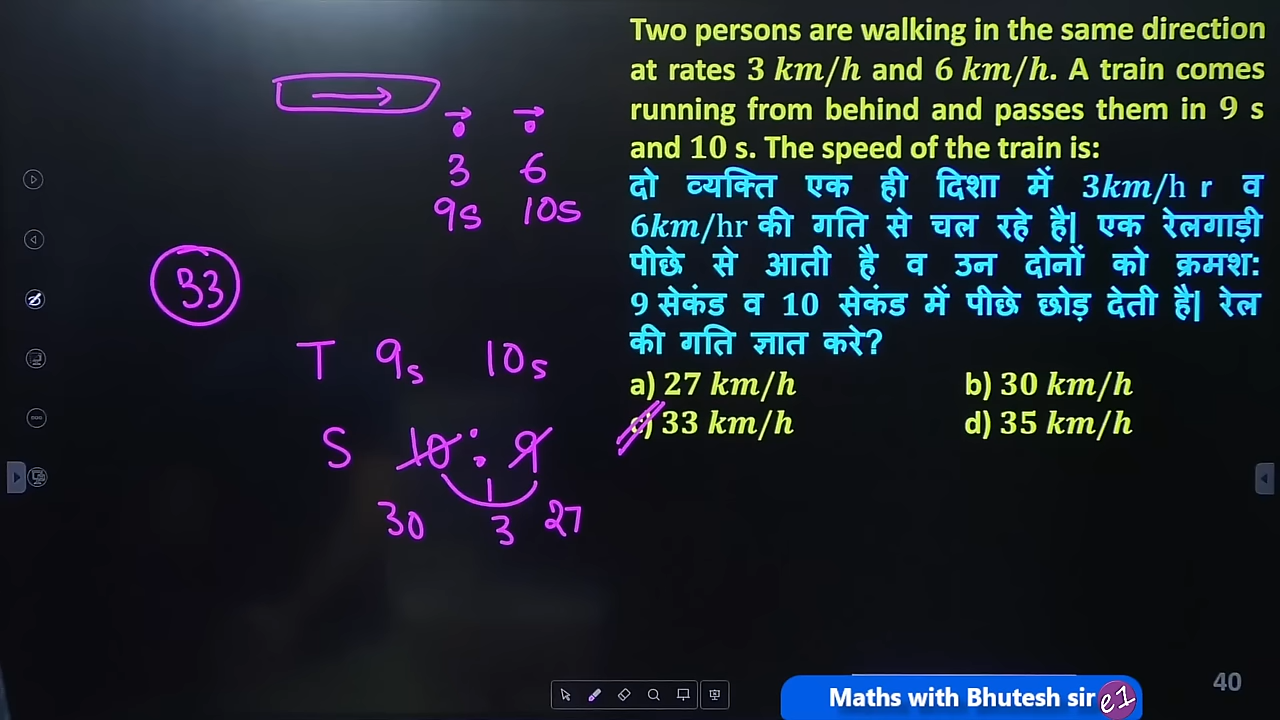 Two persons are walking in the same direction
at rates 3 km/h and 6 km/h. A train comes
running from behind and passes them in 9 s
and 10 s. The speed of the train is:
दो व्यक्ति एक ही दिशा में 3km/h r व
6km/hr की गति से चल रहे है| एक रेलगाड़ी
पीछे से आती है व उन दोनों को क्रमश:
9 सेकंड व 10 सेकंड में पीछे छोड़ देती है| रेल
की गति ज्ञात करे?
a) 27 km/h b) 30 km/h
c) 33 km/h d) 35 km/h
3 6
9s 10s
33
T 9s 10s
S 10 : 9
1
30 3 27
40
Maths with Bhutesh sir e1